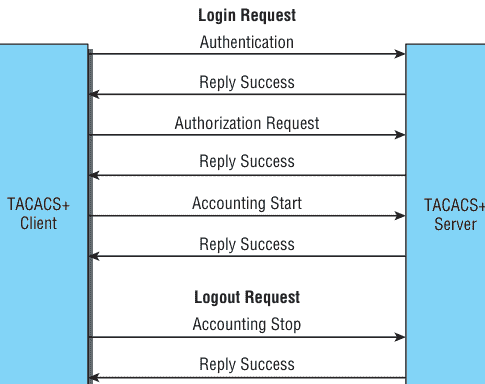 Login Request
Authentication
Reply Success
Authorization Request
Reply Success
TACACS+
Client
Accounting Start
TACACS+
Server
Reply Success
Logout Request
Accounting Stop
Reply Success